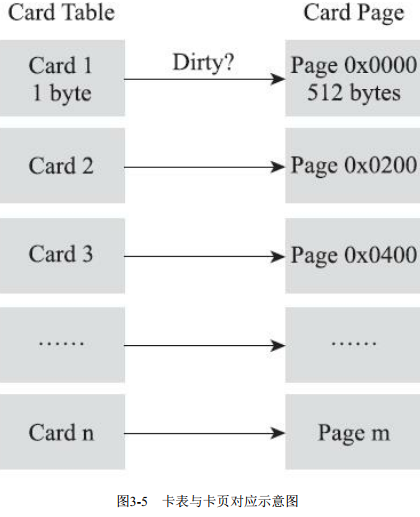 Card Table Card Page
Card 1 Dirty? Page 0x0000
1 byte 512 bytes
Card 2 Page 0x0200
Card 3 Page 0x0400
…… ……
Card n Page m
图3-5 卡表与卡页对应示意图